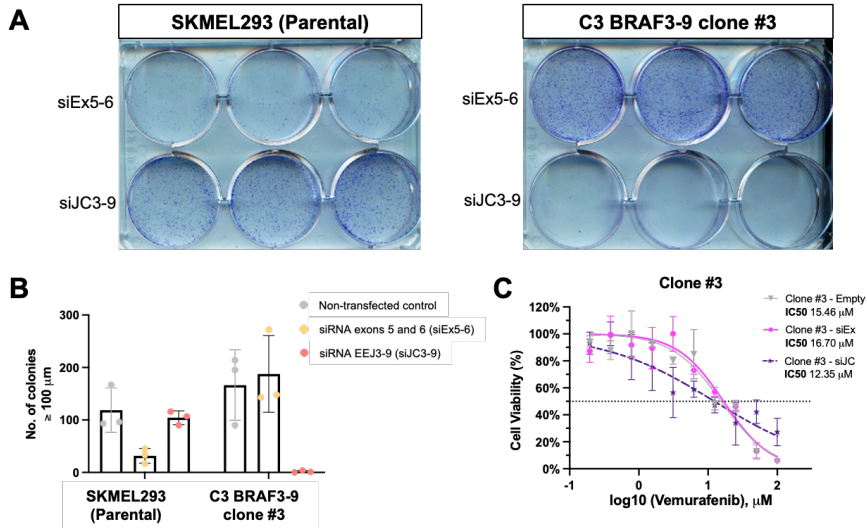 A
SKMEL293 (Parental)
C3 BRAF3-9 clone #3
siEx5-6
siJC3-9
siEx5-6
siJC3-9
B
No. of colonies
≥ 100 μm
300
200
100
0
SKMEL293
(Parental)
C3 BRAF3-9
clone #3
Non-transfected control
siRNA exons 5 and 6 (siEx5-6)
siRNA EEJ3-9 (siJC3-9)
C
Clone #3
Cell Viability (%)
120%
100%
80%
60%
40%
20%
0%
-1
0
1
2
log10 (Vemurafenib), μM
Clone #3 - Empty
IC50 15.46 μM
Clone #3 - siEx
IC50 16.70 μM
Clone #3 - siJC
IC50 12.35 μM